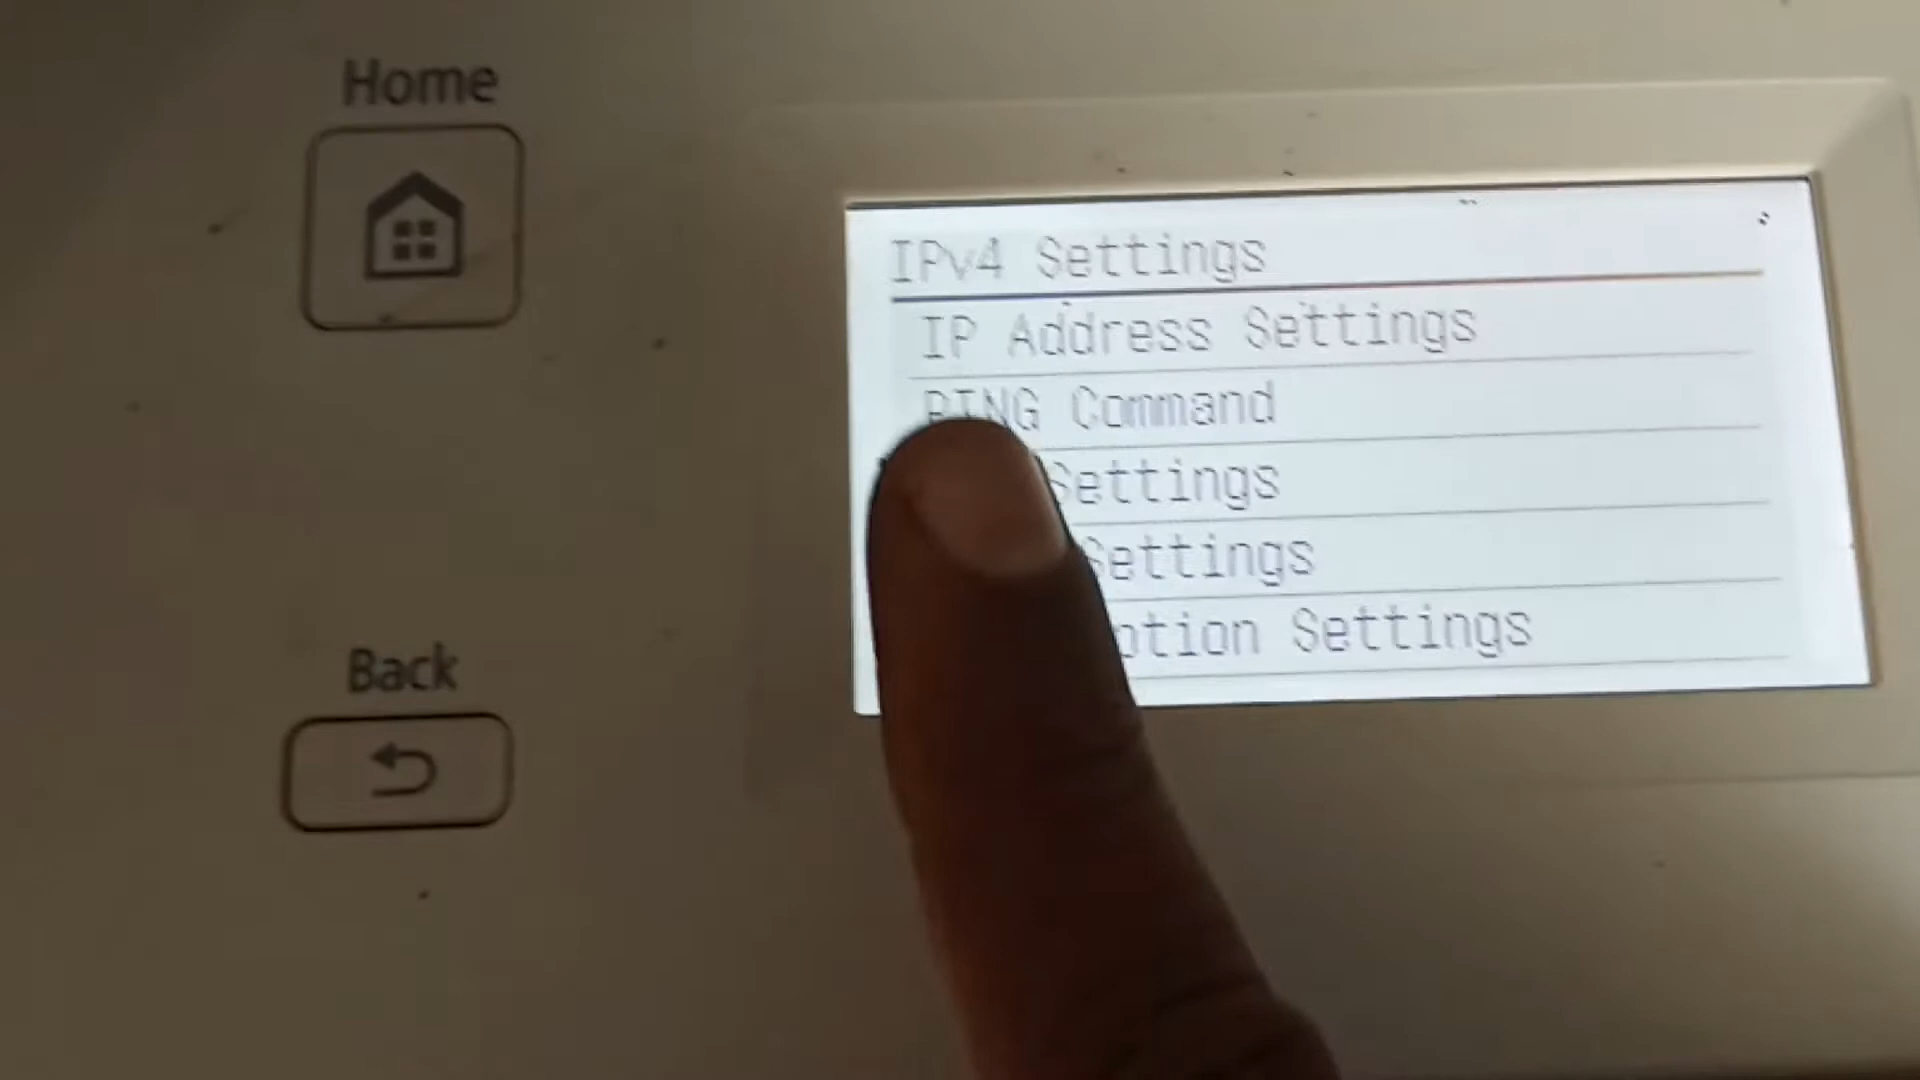 Home
IPv4 Settings
IP Address Settings
PING Command
Settings
Settings
Settings
Back